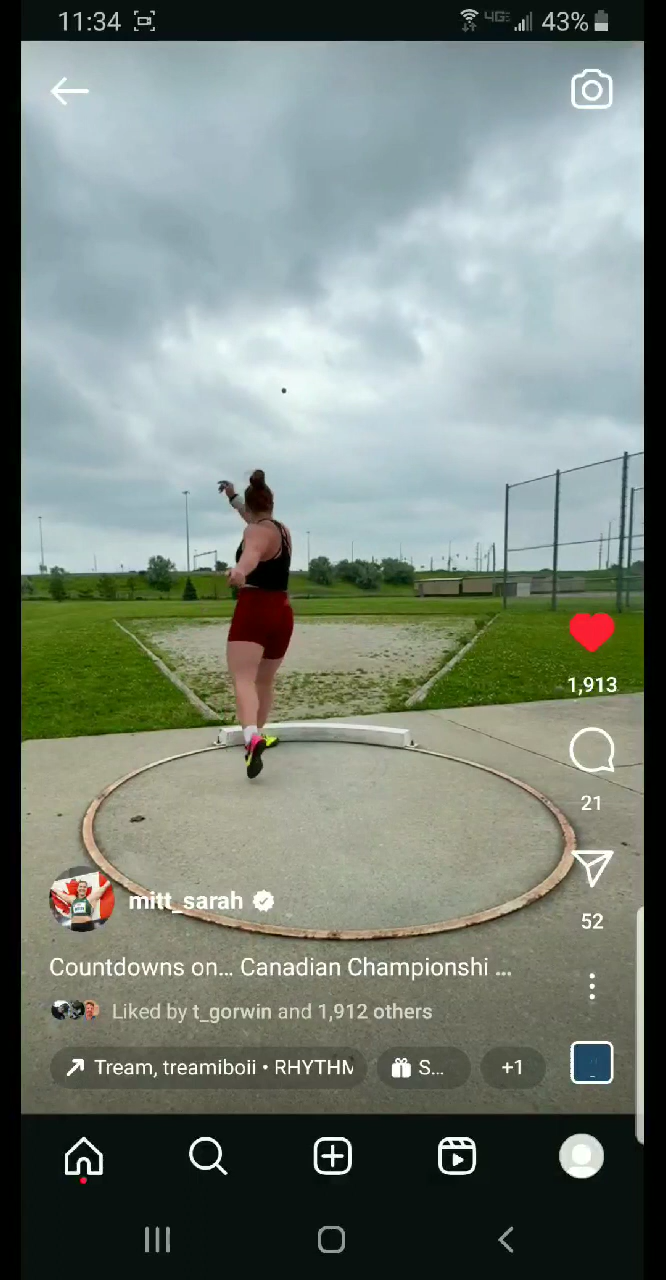 11:34 4GE 43%
1,913
21
mitt_sarah
52
Countdowns on... Canadian Championshi ...
Liked by t_gorwin and 1,912 others
Tream, treamiboii • RHYTHM S... +1